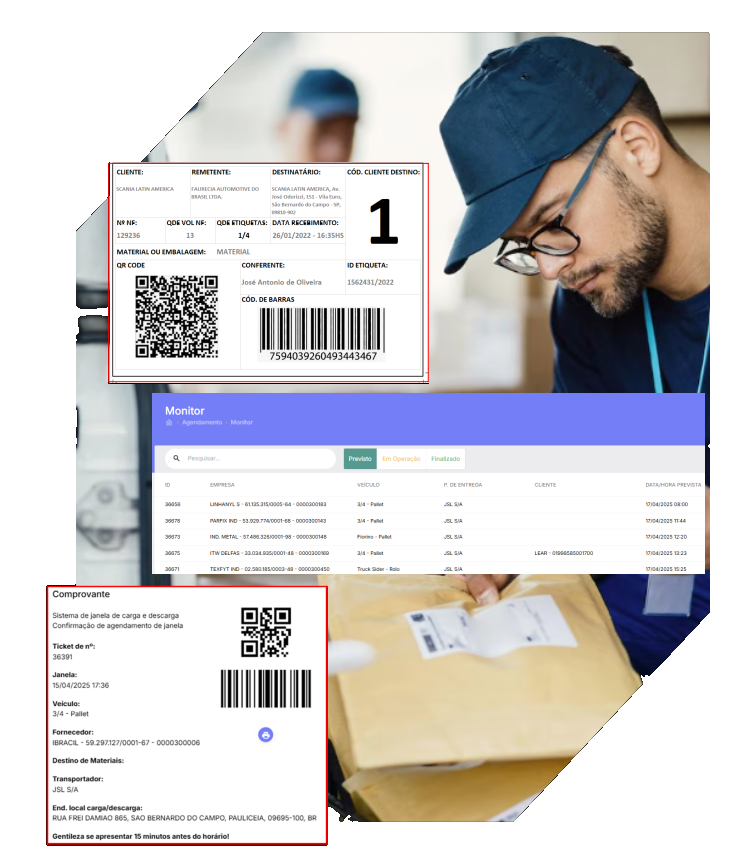 CLIENTE: REMETENTE: DESTINATÁRIO: CÓD. CLIENTE DESTINO:
SCANIA LATIN AMERICA
FAURECIA AUTOMOTIVE DO
BRASIL LTDA.
SCANIA LATIN AMERICA, Av.
José Odorizzi, 151 - Vila Euro,
São Bernardo do Campo - SP,
09810-902
1
Nº NF: QDE VOL NF: QDE ETIQUETAS: DATA RECEBIMENTO:
129236 13 1/4 26/01/2022 - 16:35HS
MATERIAL OU EMBALAGEM: MATERIAL
QR CODE CONFERENTE: ID ETIQUETA:
José Antonio de Oliveira 1562431/2022
CÓD. DE BARRAS
7594039260493443467
Monitor
Agendamento - Monitor
Pesquisar... Previsto Em Operação Finalizado
ID EMPRESA VEÍCULO P. DE ENTREGA CLIENTE DATA/HORA PREVISTA
36656 LINHANYL S - 61.135.315/0005-64 - 0000300183 3/4 - Pallet JSL S/A 17/04/2025 08:00
36678 PARFIX IND - 53.929.774/0001-68 - 0000300143 3/4 - Pallet JSL S/A 17/04/2025 11:44
36673 IND. METAL - 57.486.326/0001-98 - 0000300148 Fiorino - Pallet JSL S/A 17/04/2025 12:20
36675 ITW DELFAS - 33.034.935/0001-48 - 0000300189 3/4 - Pallet JSL S/A LEAR - 01996585001700 17/04/2025 13:23
36671 TEXFYT IND - 02.580.185/0003-48 - 0000300450 Truck Sider - Rolo JSL S/A 17/04/2025 15:25
Comprovante
Sistema de janela de carga e descarga
Confirmação de agendamento de janela
Ticket de nº:
36391
Janela:
15/04/2025 17:36
Veículo:
3/4 - Pallet
Fornecedor:
IBRACIL - 59.297.127/0001-67 - 0000300006
Destino de Materiais:
Transportador:
JSL S/A
End. local carga/descarga:
RUA FREI DAMIAO 865, SAO BERNARDO DO CAMPO, PAULICEIA, 09695-100, BR
Gentileza se apresentar 15 minutos antes do horário!